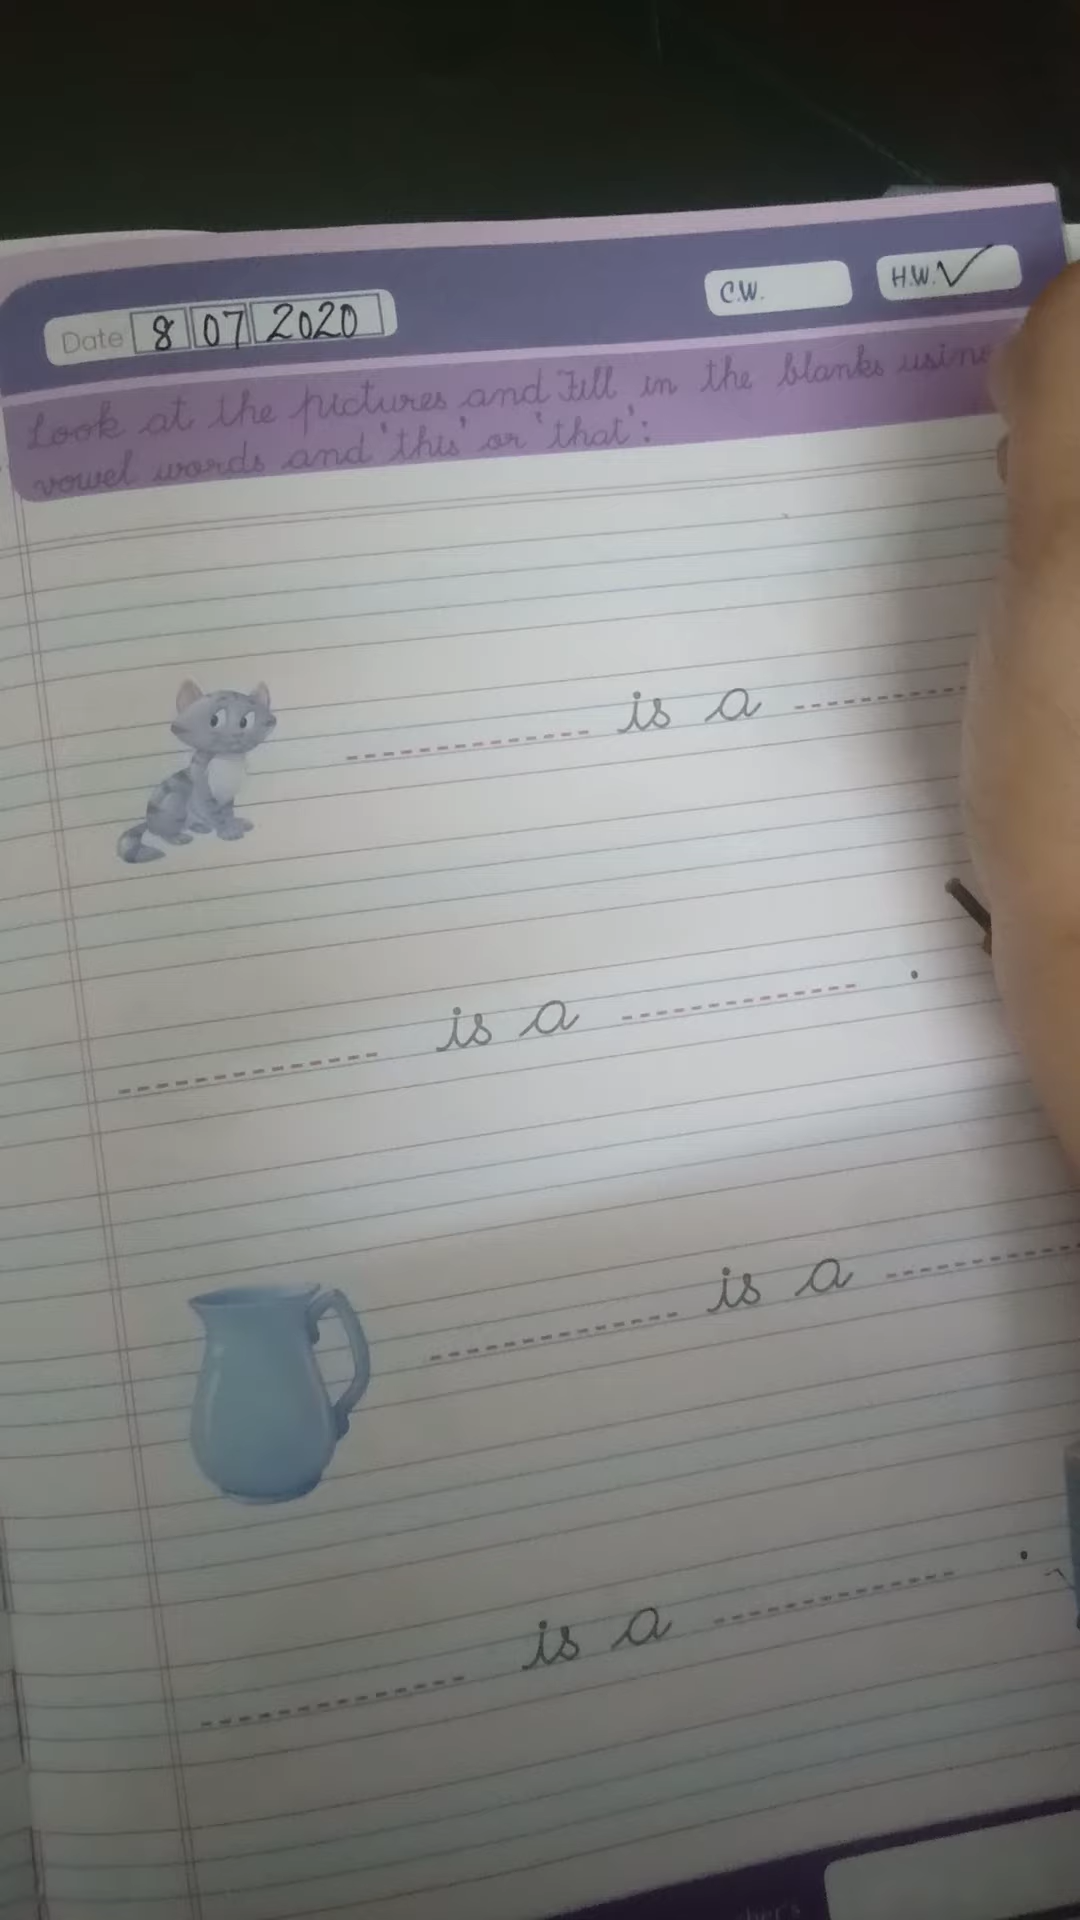 Date 8 07 2020
C.W.
H.W. ✓
Look at the pictures and Fill in the blanks using
vowel words and 'this' or 'that':
------------- is a ----------
------------- is a ------------- .
------------- is a -----------
------------- is a ------------- .